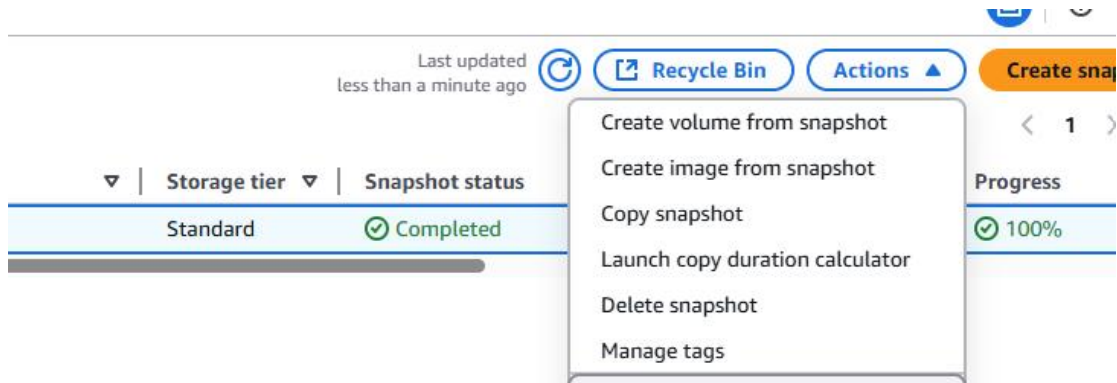 Last updated
less than a minute ago
Recycle Bin
Actions
Create snap
Create volume from snapshot
1
Create image from snapshot
Storage tier
Snapshot status
Progress
Copy snapshot
Standard
Completed
100%
Launch copy duration calculator
Delete snapshot
Manage tags